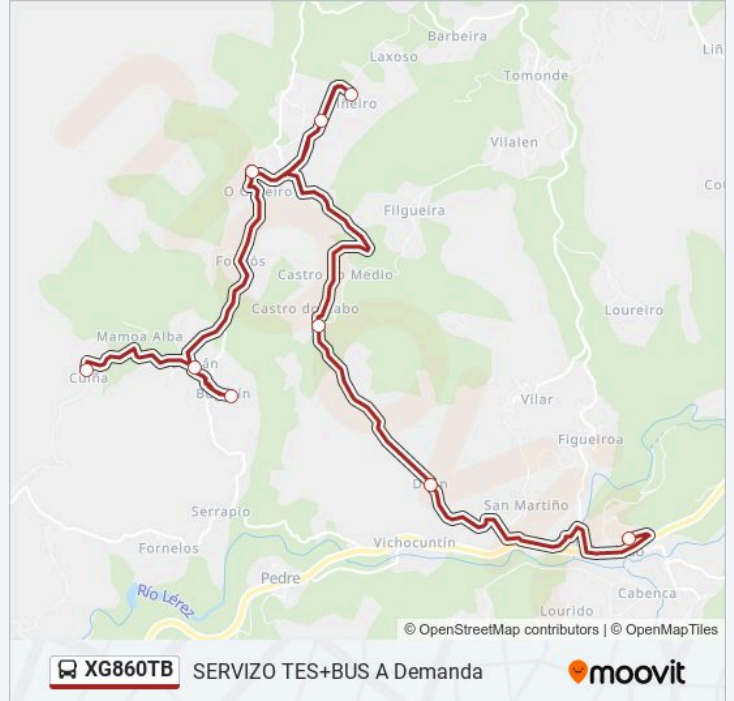 Barbeira
Laxoso
Liñ
Tomonde
Vilalen
Filgueira
Castro
Medio
Castro do
Loureiro
Mamoa Alba
Vilar
Figueiroa
San Martiño
Serrapio
Vichocuntín
Fornelos
Pedre
Río Lérez
Cabenca
Lourido
© OpenStreetMap contributors | © OpenMapTiles
XG860TB SERVIZO TES+BUS A Demanda
moovit